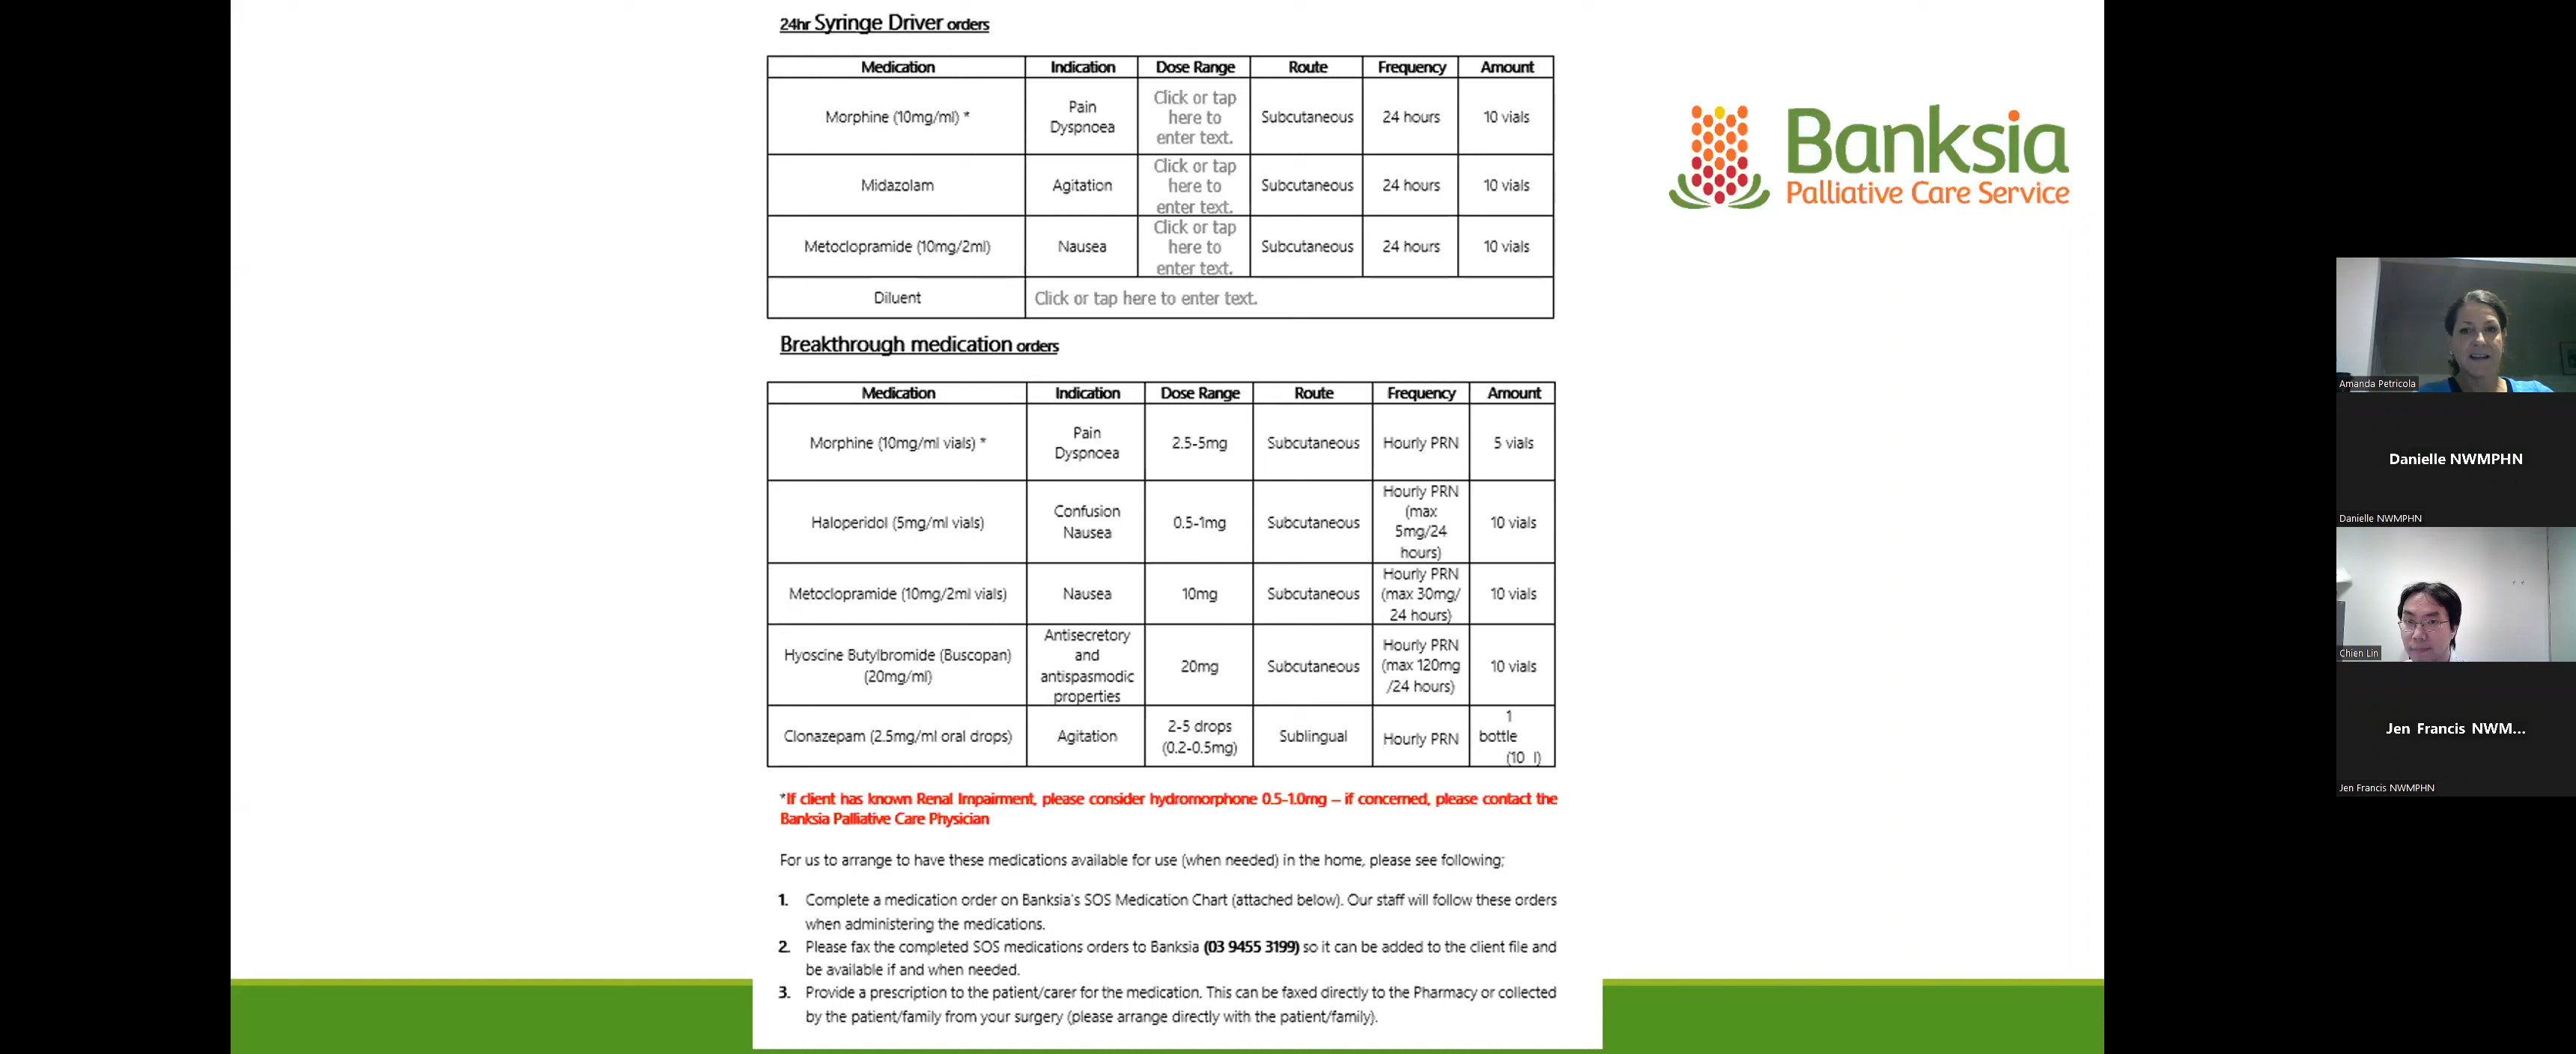 24hr Syringe Driver orders
Medication Indication Dose Range Route Frequency Amount
Morphine (10mg/ml) * Pain Dyspnoea Click or tap here to enter text. Subcutaneous 24 hours 10 vials
Midazolam Agitation Click or tap here to enter text. Subcutaneous 24 hours 10 vials
Metoclopramide (10mg/2ml) Nausea Click or tap here to enter text. Subcutaneous 24 hours 10 vials
Diluent Click or tap here to enter text.
Breakthrough medication orders
Medication Indication Dose Range Route Frequency Amount
Morphine (10mg/ml vials) * Pain Dyspnoea 2.5-5mg Subcutaneous Hourly PRN 5 vials
Haloperidol (5mg/ml vials) Confusion Nausea 0.5-1mg Subcutaneous Hourly PRN (max 5mg/24 hours) 10 vials
Metoclopramide (10mg/2ml vials) Nausea 10mg Subcutaneous Hourly PRN (max 30mg/ 24 hours) 10 vials
Hyoscine Butylbromide (Buscopan) (20mg/ml) Antisecretory and antispasmodic properties 20mg Subcutaneous Hourly PRN (max 120mg /24 hours) 10 vials
Clonazepam (2.5mg/ml oral drops) Agitation 2-5 drops (0.2-0.5mg) Sublingual Hourly PRN 1 bottle (10 l)
*If client has known Renal Impairment, please consider hydromorphone 0.5-1.0mg – if concerned, please contact the
Banksia Palliative Care Physician
For us to arrange to have these medications available for use (when needed) in the home, please see following;
1. Complete a medication order on Banksia's SOS Medication Chart (attached below). Our staff will follow these orders
when administering the medications.
2. Please fax the completed SOS medications orders to Banksia (03 9455 3199) so it can be added to the client file and
be available if and when needed.
3. Provide a prescription to the patient/carer for the medication. This can be faxed directly to the Pharmacy or collected
by the patient/family from your surgery (please arrange directly with the patient/family).
Banksia
Palliative Care Service
Amanda Petricola
Danielle NWMPHN
Danielle NWMPHN
Chien Lin
Jen Francis NWM...
Jen Francis NWMPHN